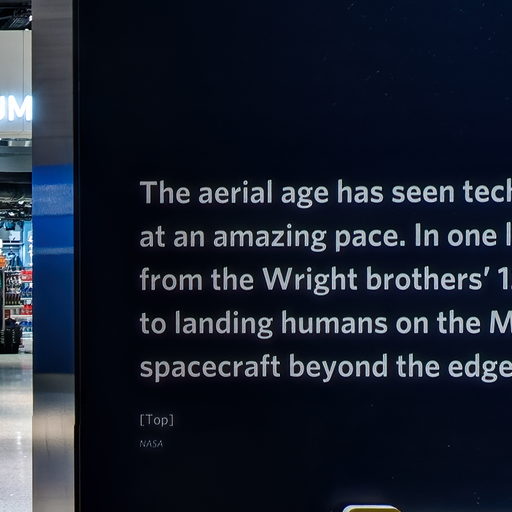 UM
The aerial age has seen tech
at an amazing pace. In one l
from the Wright brothers' 1
to landing humans on the M
spacecraft beyond the edge
[Top]
NASA